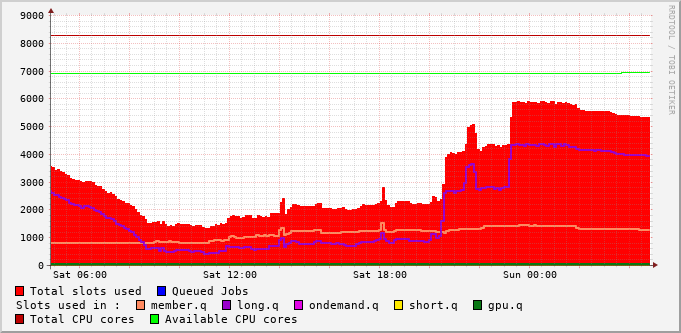 RRDTOOL / TOBI OETIKER
9000
8000
7000
6000
5000
4000
3000
2000
1000
0
Sat 06:00 Sat 12:00 Sat 18:00 Sun 00:00
Total slots used Queued Jobs
Slots used in : member.q long.q ondemand.q short.q gpu.q
Total CPU cores Available CPU cores